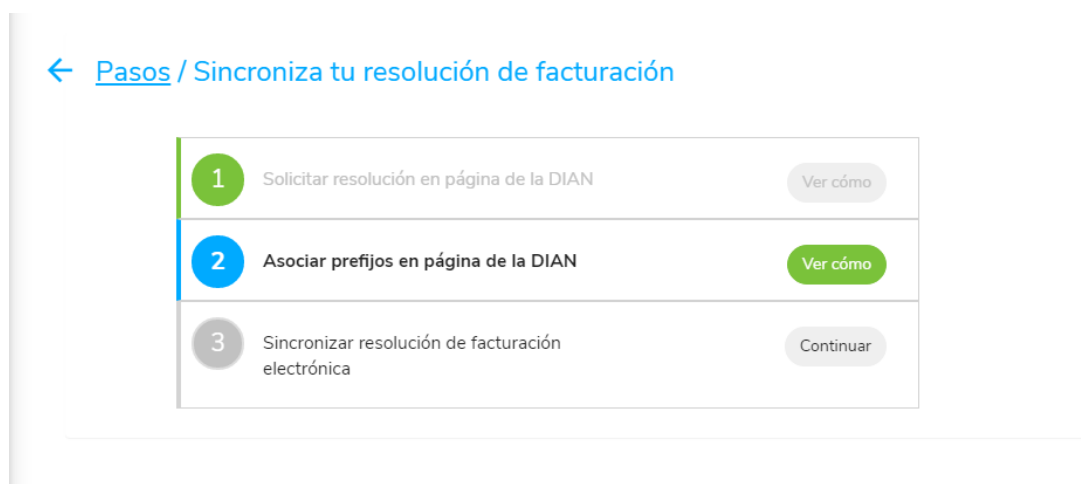 ← Pasos / Sincroniza tu resolución de facturación
1 Solicitar resolución en página de la DIAN Ver cómo
2 Asociar prefijos en página de la DIAN Ver cómo
3 Sincronizar resolución de facturación Continuar
electrónica